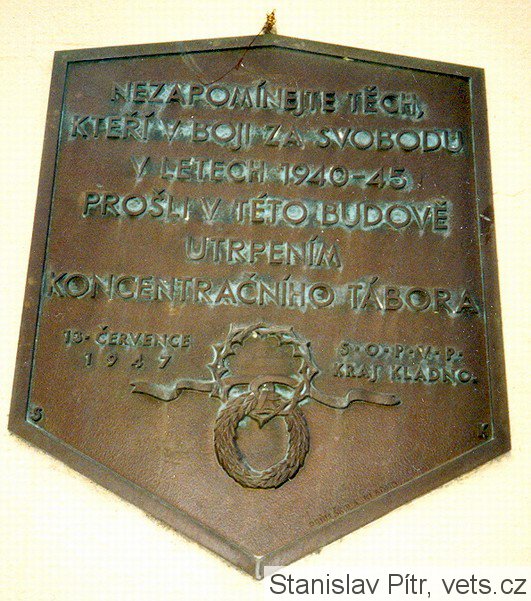 NEZAPOMÍNEJTE TĚCH,
KTEŘÍ V BOJI ZA SVOBODU
V LETECH 1940-45
PROŠLI V TÉTO BUDOVĚ
UTRPENÍM
KONCENTRAČNÍHO TÁBORA
13. ČERVENCE
1947
S.O.P.V.P.
KRAJ KLADNO.
S K
Stanislav Pítr, vets.cz